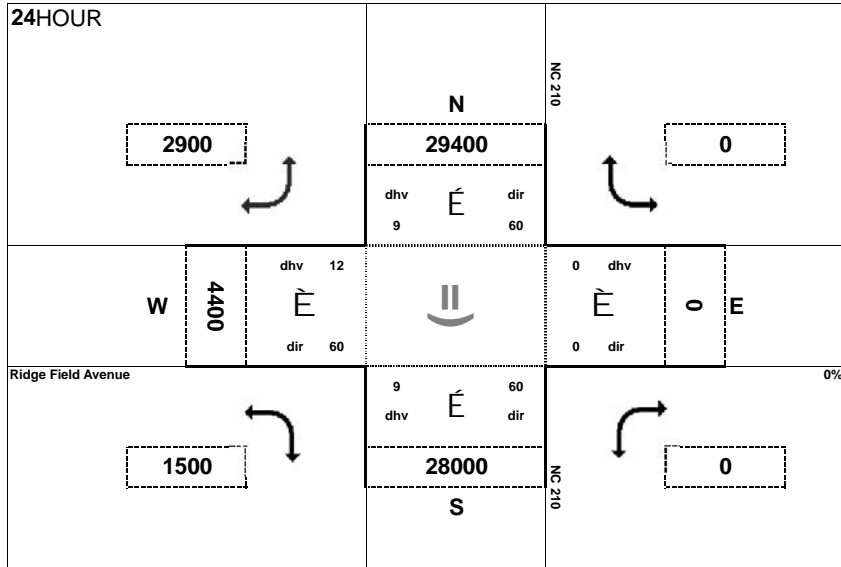 24HOUR
NC 210
N
2900
29400
0
dhv
É
dir
9
60
dhv 12
0 dhv
W
4400
È
È
0
E
dir 60
0 dir
Ridge Field Avenue
0%
9
60
dhv
É
dir
1500
28000
0
NC 210
S